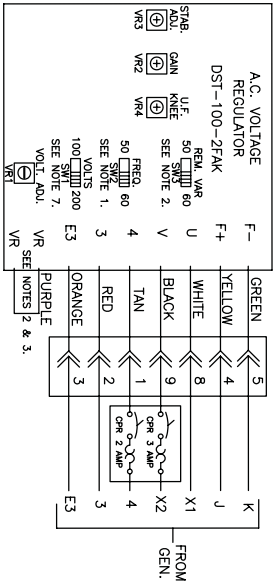 A.C. VOLTAGE
REGULATOR
DST-100-2FAK
STAB.
ADJ.
VR3
GAIN
VR2
U.F.
KNEE
VR4
REM. VAR
50 60
SW3
SEE NOTE 2.
FREQ.
50 60
SW2
SEE NOTE 1.
VOLTS
100 200
SW1
SEE NOTE 7.
VOLT. ADJ.
VR1
F- GREEN 5 K
F+ YELLOW 4 J
U WHITE 8 X1
V BLACK 9 X2
CPR 3 AMP
4 TAN 1 4
CPR 2 AMP
3 RED 2 3
E3 ORANGE 3 E3
VR PURPLE
VR
SEE NOTES 2 & 3.
FROM
GEN.